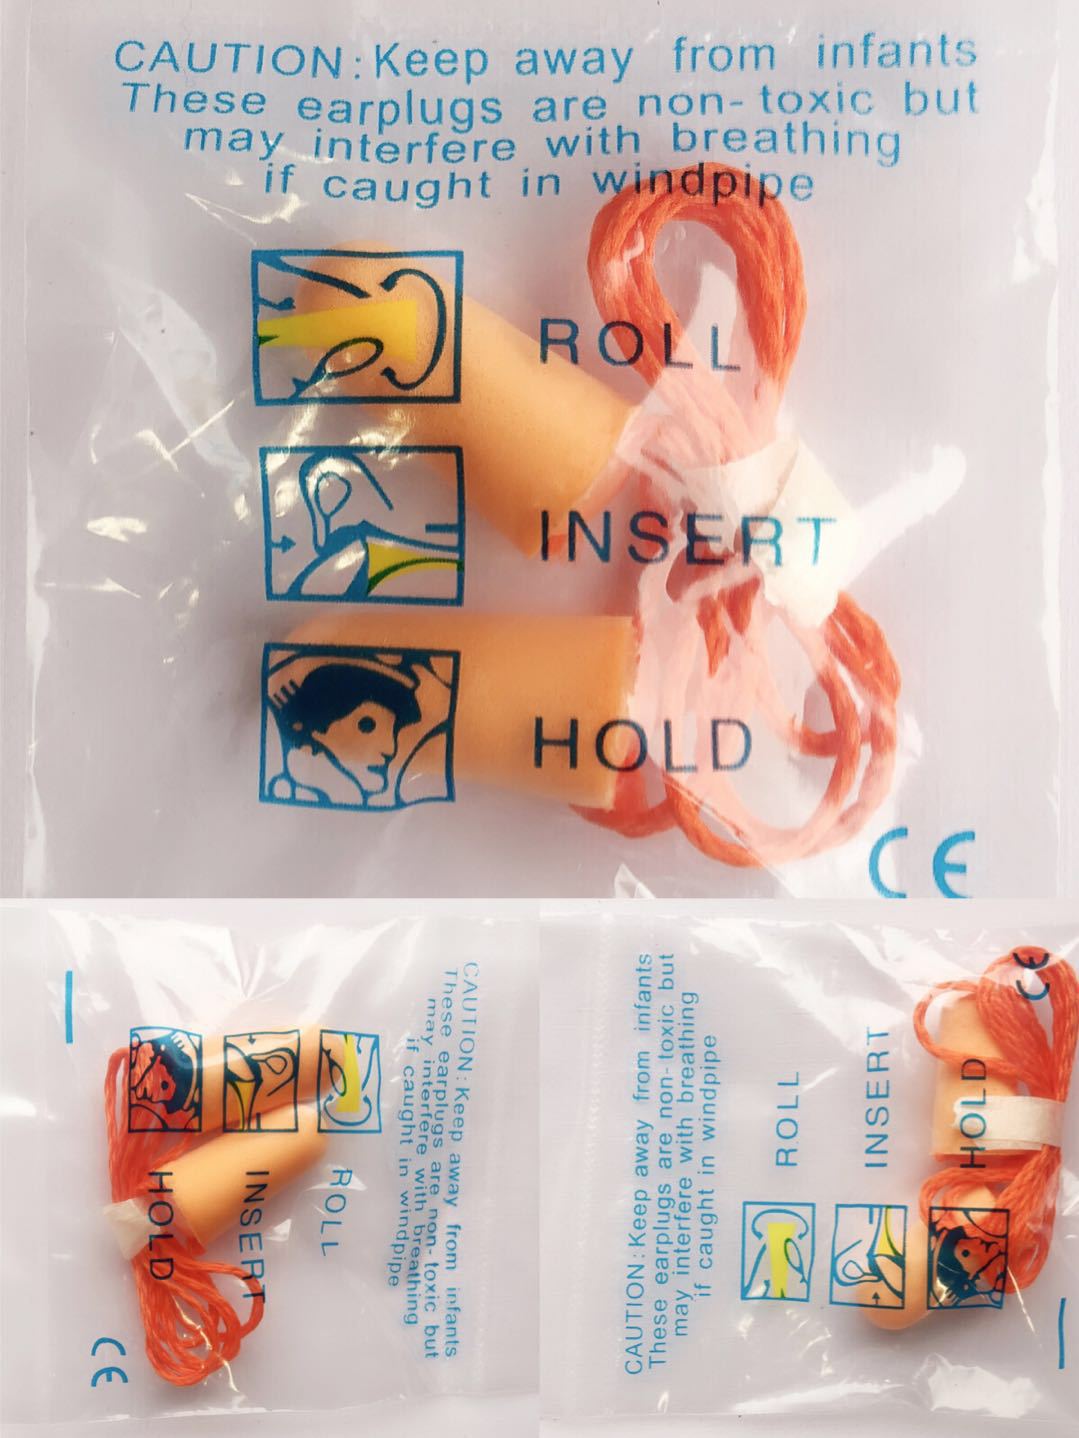 CAUTION: Keep away from infants
These earplugs are non-toxic but
may interfere with breathing
if caught in windpipe
ROLL
INSERT
HOLD
CE
CAUTION: Keep away from infants
These earplugs are non-toxic but
may interfere with breathing
if caught in windpipe
ROLL
INSERT
HOLD
CE
CAUTION: Keep away from infants
These earplugs are non-toxic but
may interfere with breathing
if caught in windpipe
ROLL
INSERT
HOLD
CE